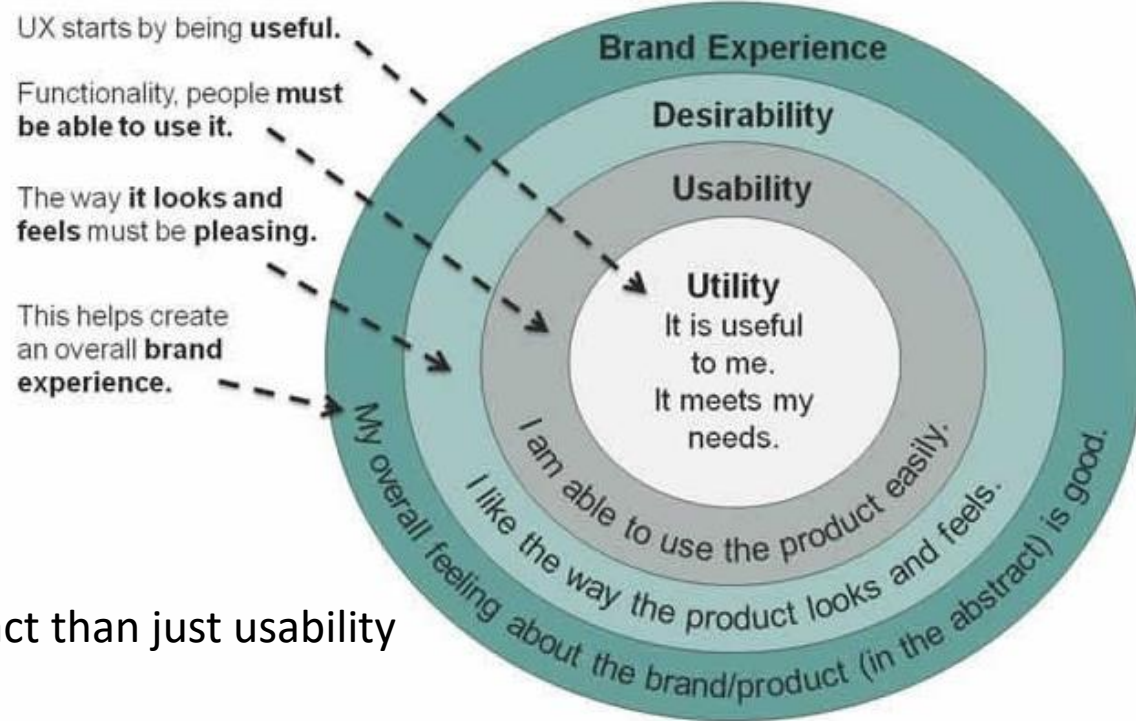 UX starts by being useful.
Functionality, people must
be able to use it.
The way it looks and
feels must be pleasing.
This helps create
an overall brand
experience.
Brand Experience
Desirability
Usability
Utility
It is useful
to me.
It meets my
needs.
I am able to use the product easily.
I like the way the product looks and feels.
My overall feeling about the brand/product (in the abstract) is good.
than just usability